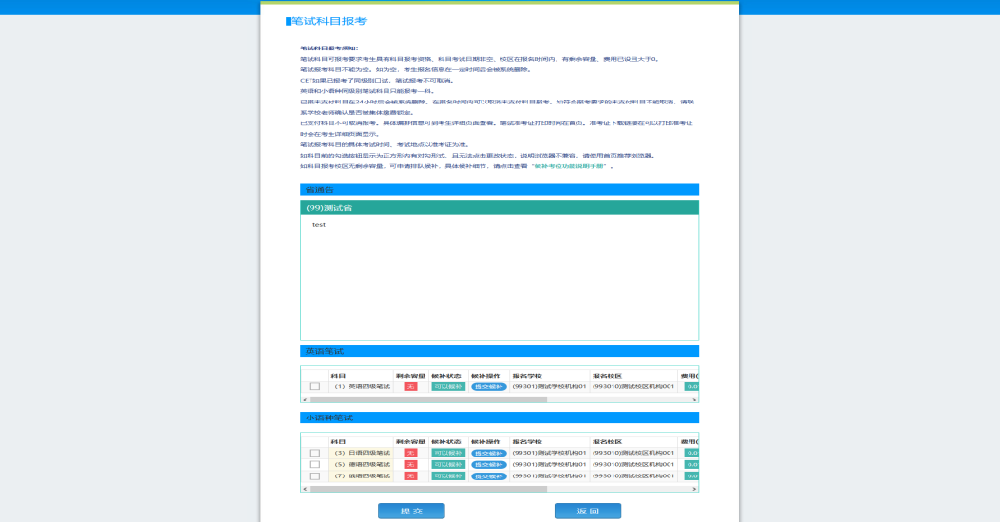 笔试科目报考
笔试科目报考须知：
笔试科目可报考要求考生具有科目报考资格、科目考试日期非空、校区在报名时间内、有剩余容量、费用已设且大于0。
笔试报考科目不能为空。如为空，考生报名信息在一定时间后会被系统删除。
CET如果已报考了同级别口试，笔试报考不可取消。
英语和小语种同级别笔试科目只能报考一科。
已报未支付科目在24小时后会被系统删除。在报名时间内可以取消未支付科目报考。如符合报考要求的未支付科目不能取消，请联
系学校老师确认是否被集体缴费锁定。
已支付科目不可取消报考。具体编排信息可到考生详细页面查看。笔试准考证打印时间在首页。准考证下载链接在可以打印准考证
时会在考生详细页面显示。
笔试报考科目的具体考试时间、考试地点以准考证为准。
如科目前的勾选按钮显示为正方形内有对勾形式，且无法点击更改状态，说明浏览器不兼容，请使用首页推荐浏览器。
如科目报考校区无剩余容量，可申请排队候补，具体候补细节，请点击查看“候补考位功能说明手册”。
省通告
(99)测试省
test
英语笔试
科目 剩余容量 候补状态 候补操作 报名学校 报名校区 费用(
（1）英语四级笔试 无 可以候补 提交候补 (99301)测试学校机构01 (993010)测试校区机构001 0.0
小语种笔试
科目 剩余容量 候补状态 候补操作 报名学校 报名校区 费用(
（3）日语四级笔试 无 可以候补 提交候补 (99301)测试学校机构01 (993010)测试校区机构001 0.0
（5）德语四级笔试 无 可以候补 提交候补 (99301)测试学校机构01 (993010)测试校区机构001 0.0
（7）俄语四级笔试 无 可以候补 提交候补 (99301)测试学校机构01 (993010)测试校区机构001 0.0
提 交 返 回